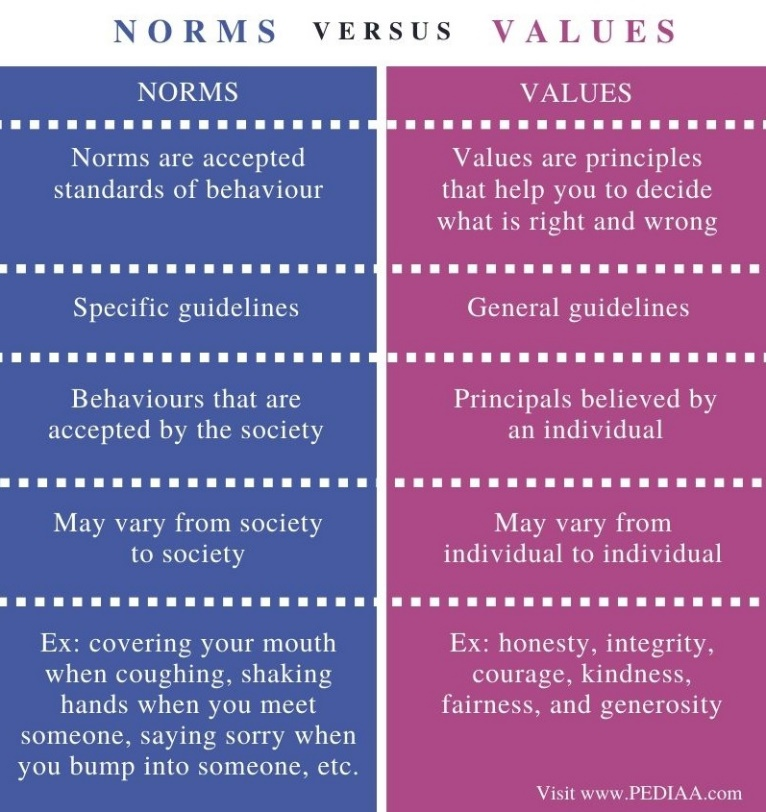 NORMS VERSUS VALUES
NORMS
VALUES
Norms are accepted
standards of behaviour
Values are principles
that help you to decide
what is right and wrong
Specific guidelines
General guidelines
Behaviours that are
accepted by the society
Principals believed by
an individual
May vary from society
to society
May vary from
individual to individual
Ex: covering your mouth
when coughing, shaking
hands when you meet
someone, saying sorry when
you bump into someone, etc.
Ex: honesty, integrity,
courage, kindness,
fairness, and generosity
Visit www.PEDIAA.com